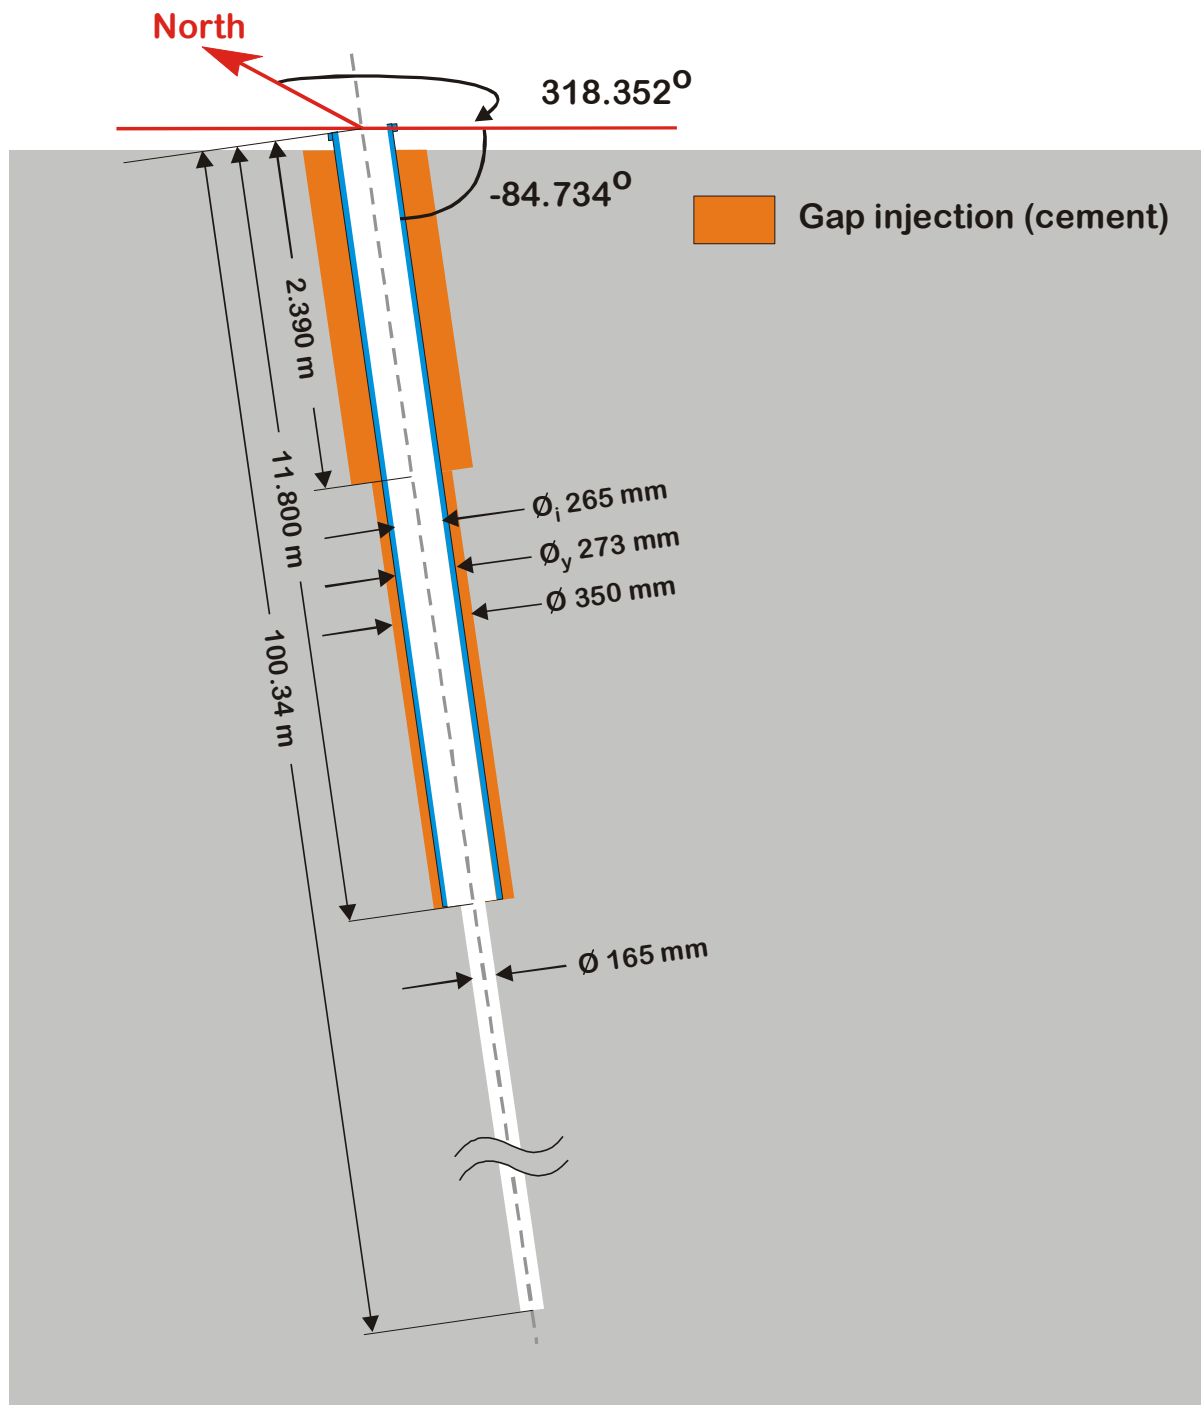 North
318.352°
-84.734°
Gap injection (cement)
2.390 m
11.800 m
100.34 m
Øi 265 mm
Øy 273 mm
Ø 350 mm
Ø 165 mm